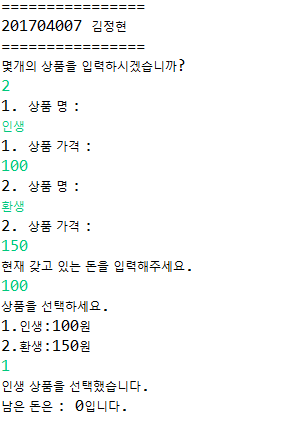 ================
201704007 김정현
================
몇개의 상품을 입력하시겠습니까?
2
1. 상품 명 :
인생
1. 상품 가격 :
100
2. 상품 명 :
환생
2. 상품 가격 :
150
현재 갖고 있는 돈을 입력해주세요.
100
상품을 선택하세요.
1.인생:100원
2.환생:150원
1
인생 상품을 선택했습니다.
남은 돈은 : 0입니다.